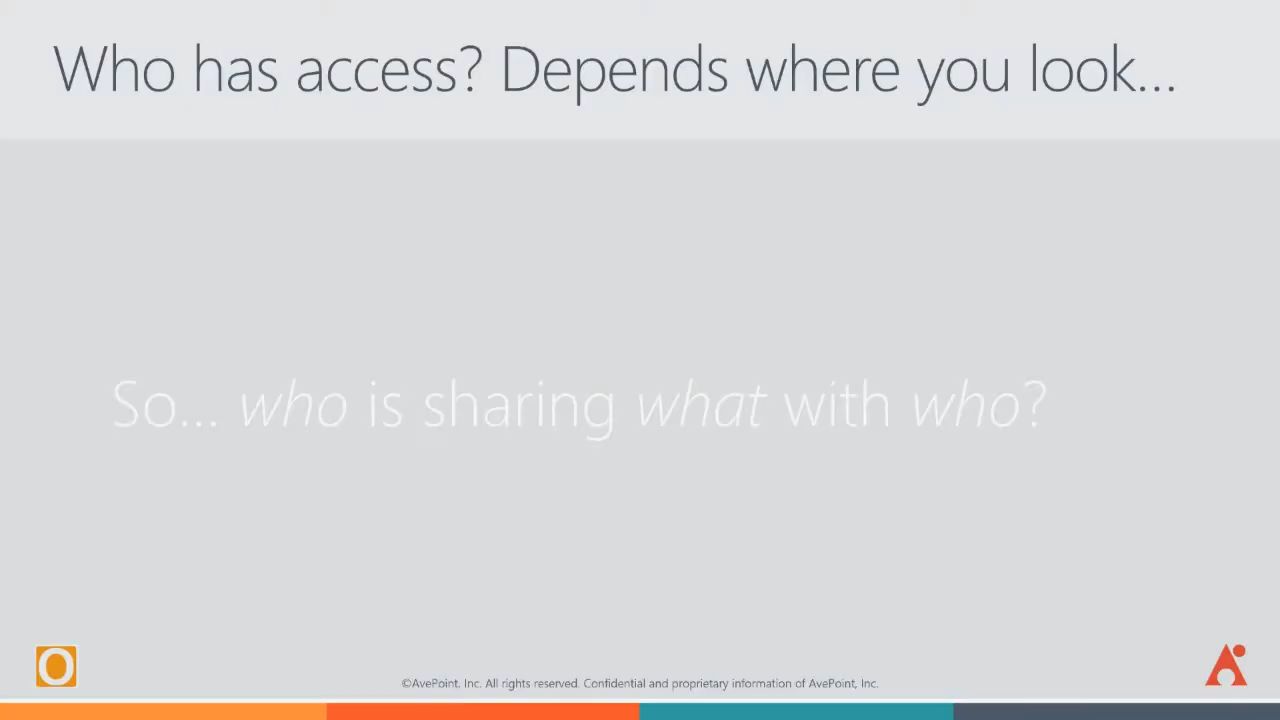 Who has access? Depends where you look...
So... who is sharing what with who?
O
©AvePoint, Inc. All rights reserved. Confidential and proprietary information of AvePoint, Inc.